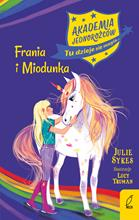 AKADEMIA
JEDNOROŻCÓW
Tu dzieje się magia!
Frania
i Miodunka
JULIE
SYKES
Ilustracje
LUCY
TRUMAN